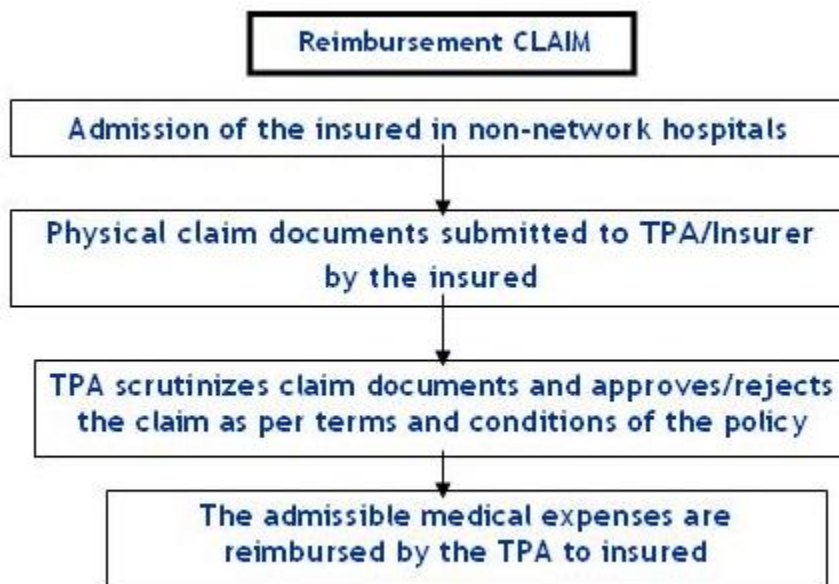 Reimbursement CLAIM
Admission of the insured in non-network hospitals
Physical claim documents submitted to TPA/Insurer
by the insured
TPA scrutinizes claim documents and approves/rejects
the claim as per terms and conditions of the policy
The admissible medical expenses are
reimbursed by the TPA to insured